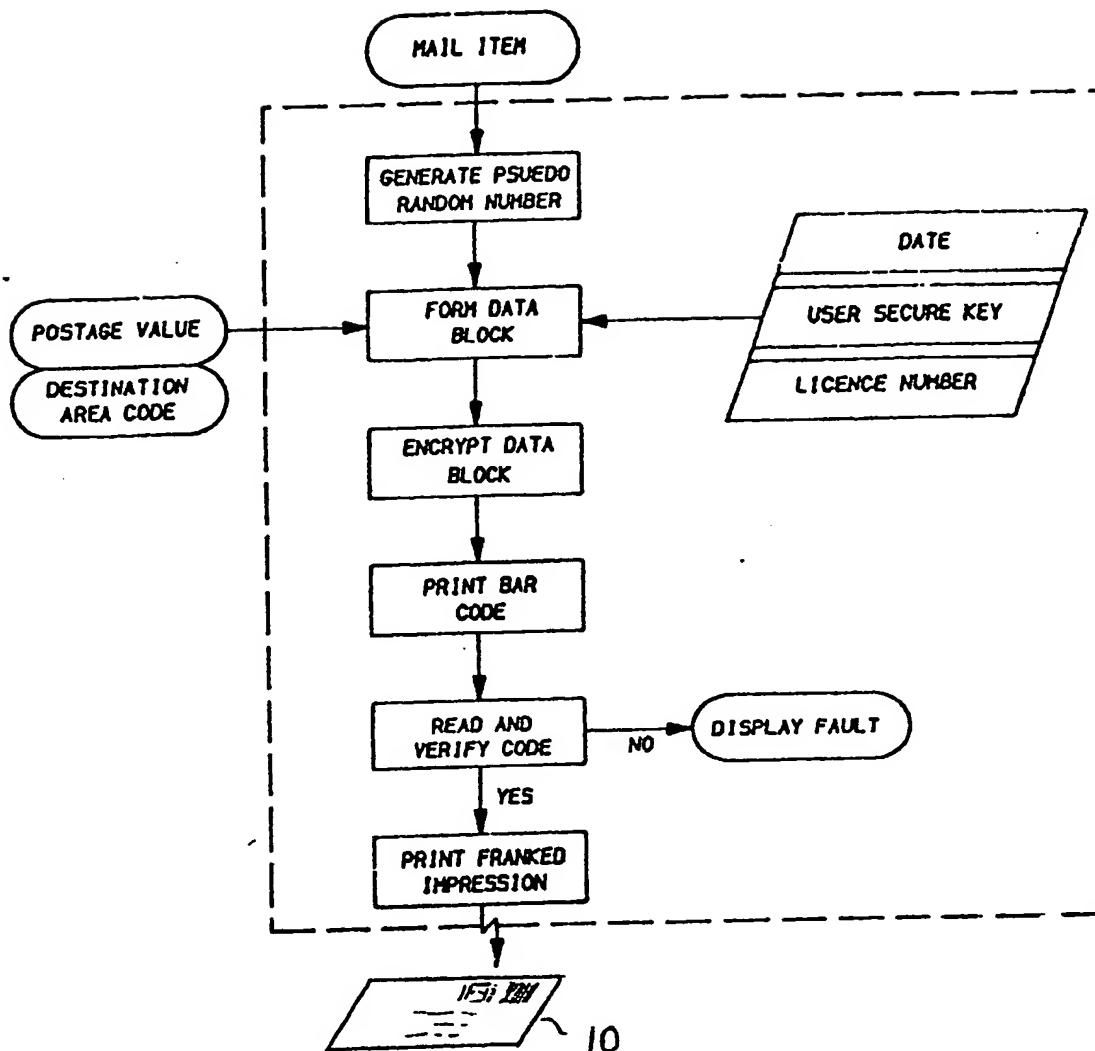 MAIL ITEM
GENERATE PSUEDO
RANDOM NUMBER
DATE
FORM DATA
BLOCK
USER SECURE KEY
POSTAGE VALUE
LICENCE NUMBER
DESTINATION
AREA CODE
ENCRYPT DATA
BLOCK
PRINT BAR
CODE
READ AND
VERIFY CODE
NO
DISPLAY FAULT
YES
PRINT FRANKED
IMPRESSION
10